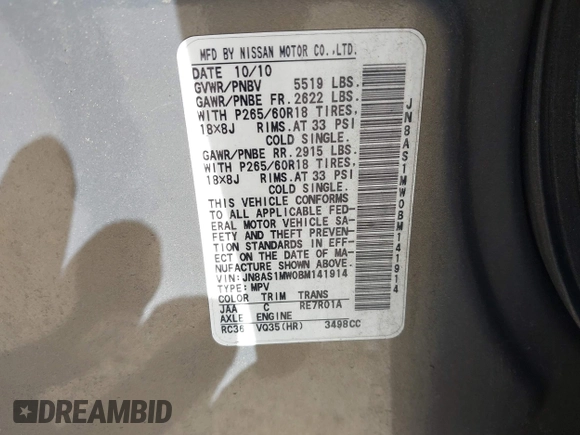 MFD BY NISSAN MOTOR CO.,LTD.
DATE 10/10
GVWR/PNBV 5519 LBS.
GAWR/PNBE FR. 2622 LBS.
WITH P265/60R18 TIRES,
18X8J RIMS.AT 33 PSI
COLD SINGLE.
GAWR/PNBE RR. 2915 LBS.
WITH P265/60R18 TIRES,
18X8J RIMS.AT 33 PSI
COLD SINGLE.
THIS VEHICLE CONFORMS
TO ALL APPLICABLE FED-
ERAL MOTOR VEHICLE SA-
FETY AND THEFT PREVEN-
TION STANDARDS IN EFF-
ECT ON THE DATE OF MA-
NUFACTURE SHOWN ABOVE.
VIN:JN8AS1MW0BM141914
TYPE: MPV
COLOR TRIM TRANS
JAA C RE7R01A
AXLE ENGINE
RC36 VQ35(HR) 3498CC
JN8AS1MW0BM141914
DREAMBID